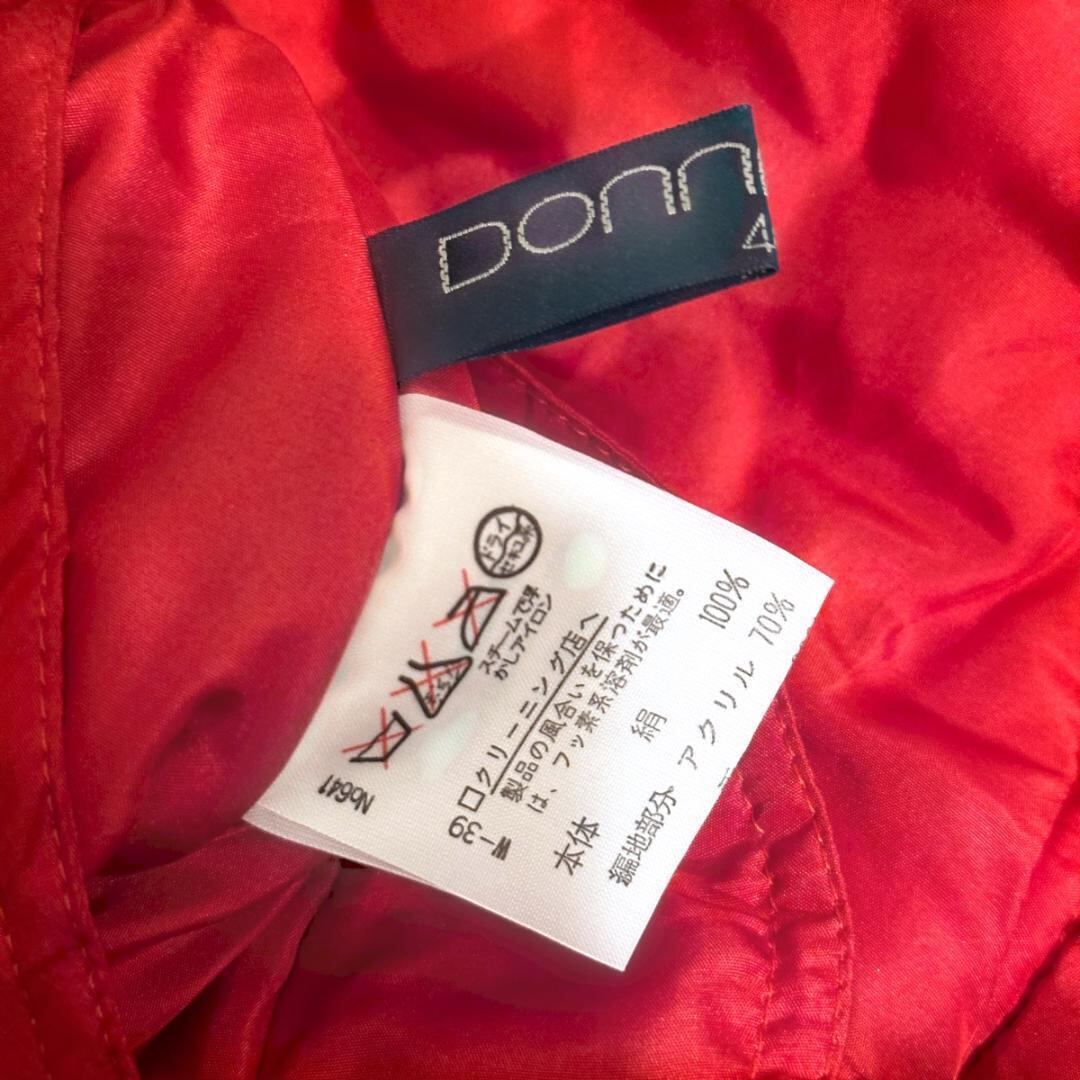 DONN
4
ドライ
セキユ系
スチームで浮
かしアイロン
クリーニング店へ
製品の風合いを保つために
は、フッ素系溶剤が最適。
本体 絹 100%
編地部分 アクリル 70%
W-39
No641